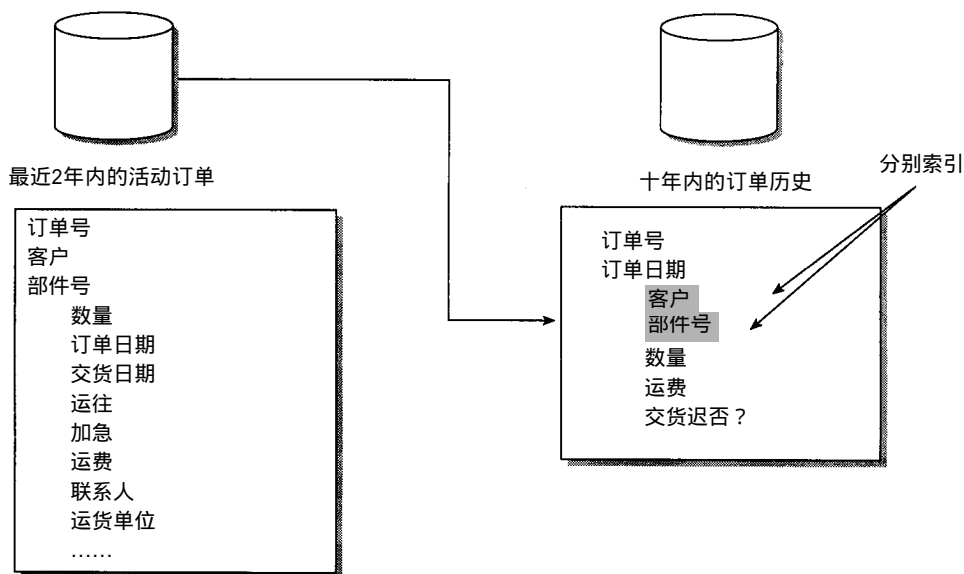 最近2年内的活动订单
订单号
客户
部件号
数量
订单日期
交货日期
运往
加急
运费
联系人
运货单位
……
十年内的订单历史
分别索引
订单号
订单日期
客户
部件号
数量
运费
交货迟否？